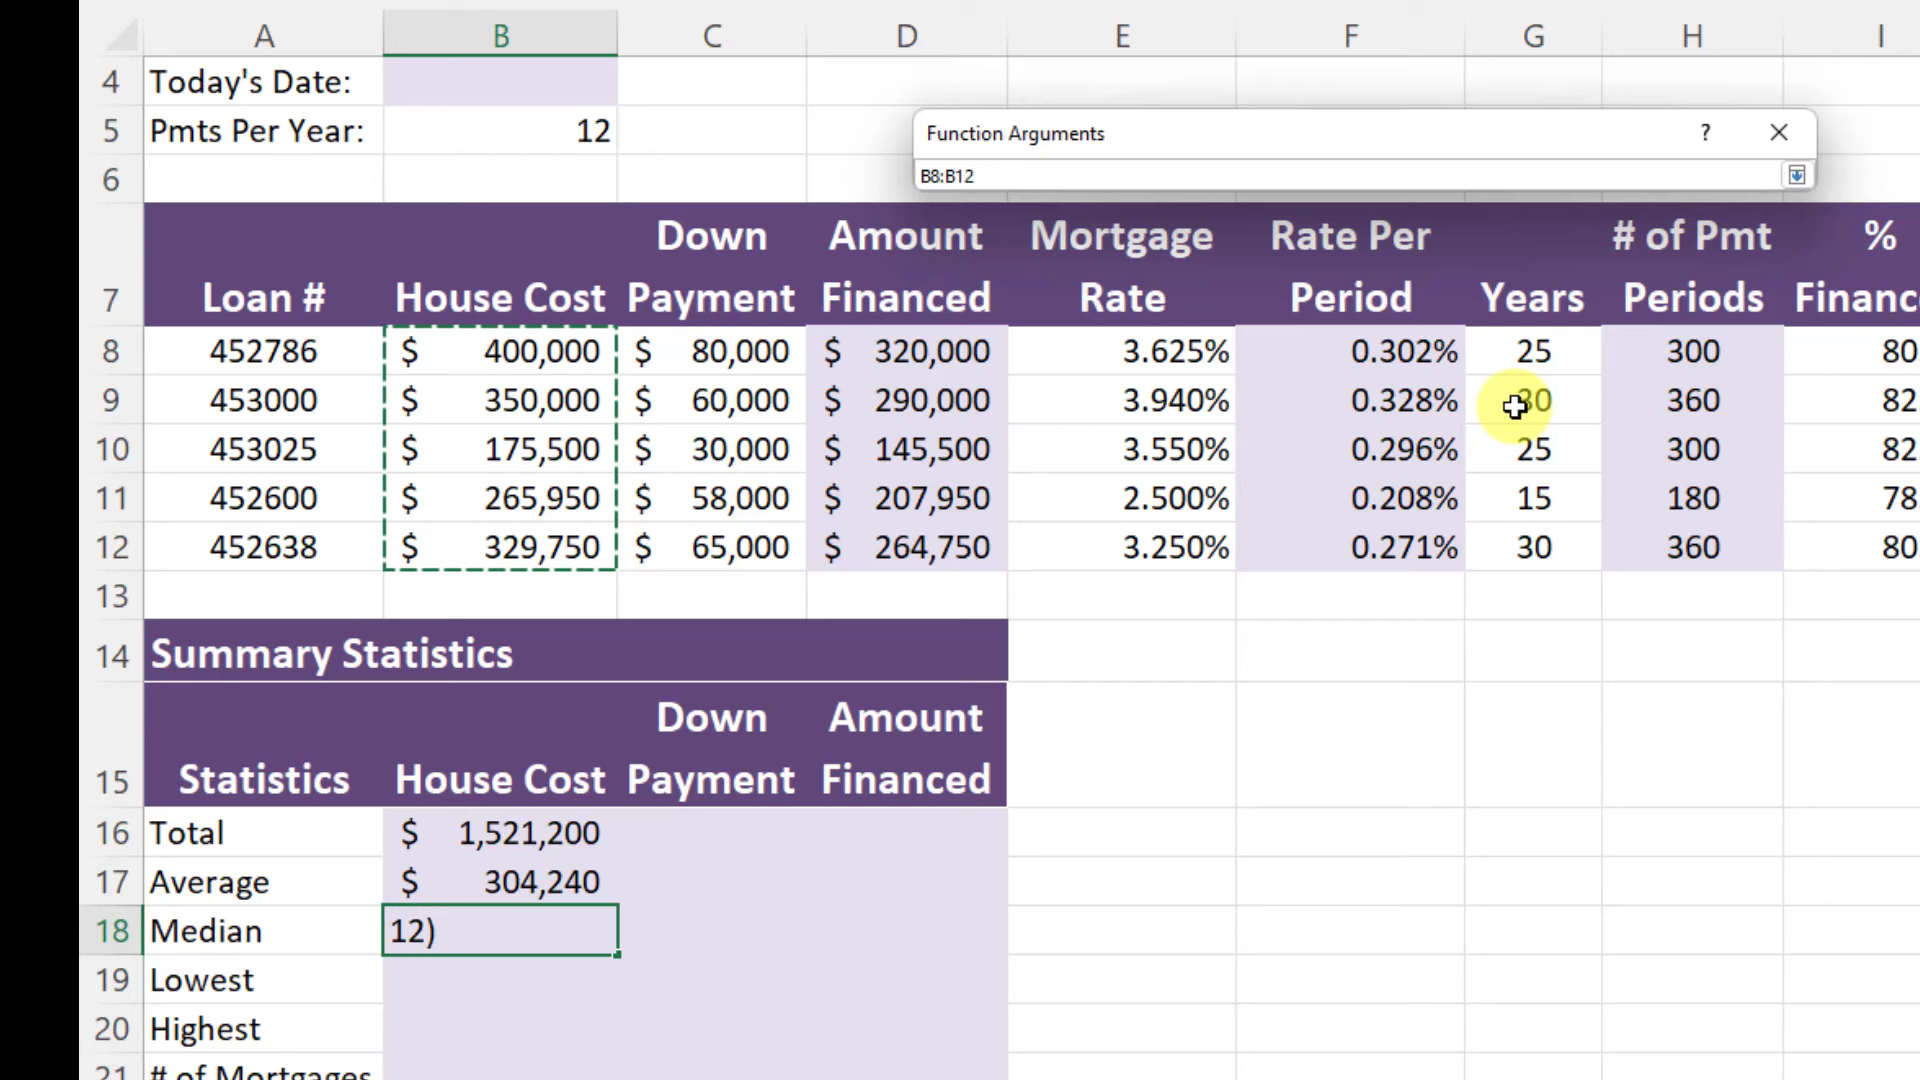 A B C D E F G H I
4 Today's Date:
5 Pmts Per Year: 12
Function Arguments ?
B8:B12
6
Down Amount Mortgage Rate Per # of Pmt %
7 Loan # House Cost Payment Financed Rate Period Years Periods Financ
8 452786 $ 400,000 $ 80,000 $ 320,000 3.625% 0.302% 25 300 80
9 453000 $ 350,000 $ 60,000 $ 290,000 3.940% 0.328% 30 360 82
10 453025 $ 175,500 $ 30,000 $ 145,500 3.550% 0.296% 25 300 82
11 452600 $ 265,950 $ 58,000 $ 207,950 2.500% 0.208% 15 180 78
12 452638 $ 329,750 $ 65,000 $ 264,750 3.250% 0.271% 30 360 80
13
14 Summary Statistics
Down Amount
15 Statistics House Cost Payment Financed
16 Total $ 1,521,200
17 Average $ 304,240
18 Median 12)
19 Lowest
20 Highest
21 # of Mortgages